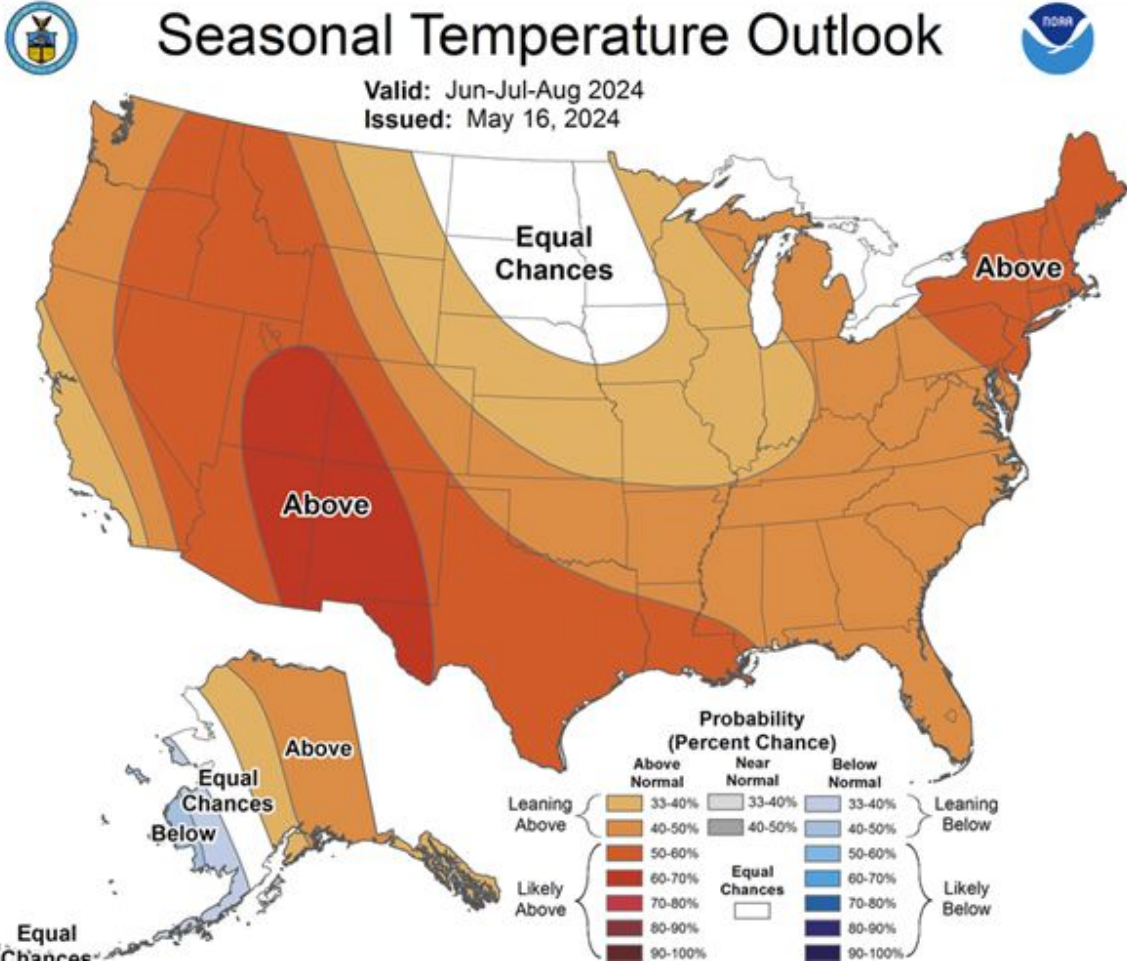 Seasonal Temperature Outlook
NOAA
Valid: Jun-Jul-Aug 2024
Issued: May 16, 2024
Equal
Chances
Above
Above
Above
Equal
Chances
Below
Equal
Chances
Probability
(Percent Chance)
Above
Normal
Near
Normal
Below
Normal
Leaning
Above
33-40%
40-50%
33-40%
40-50%
33-40%
40-50%
Leaning
Below
Likely
Above
50-60%
60-70%
70-80%
80-90%
90-100%
Equal
Chances
50-60%
60-70%
70-80%
80-90%
90-100%
Likely
Below